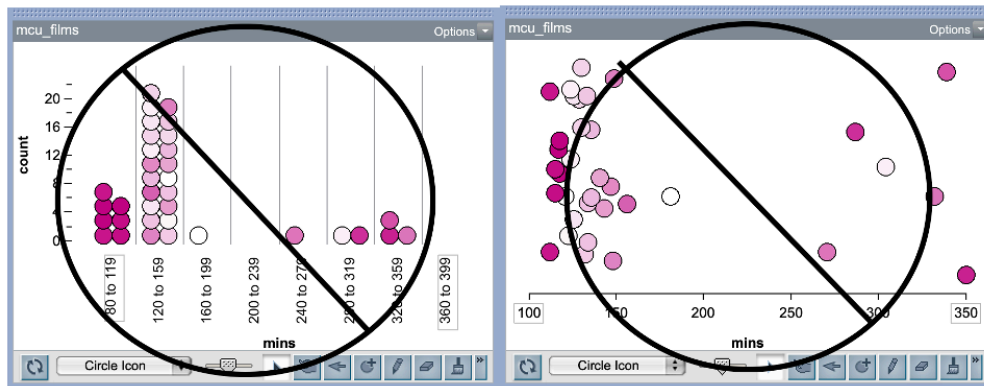 mcu_films
Options
20
16
12
8
4
0
count
80 to 119
120 to 159
160 to 199
200 to 239
240 to 279
280 to 319
320 to 359
360 to 399
mins
Circle Icon
»
mcu_films
Options
100
150
200
250
300
350
mins
Circle Icon
»